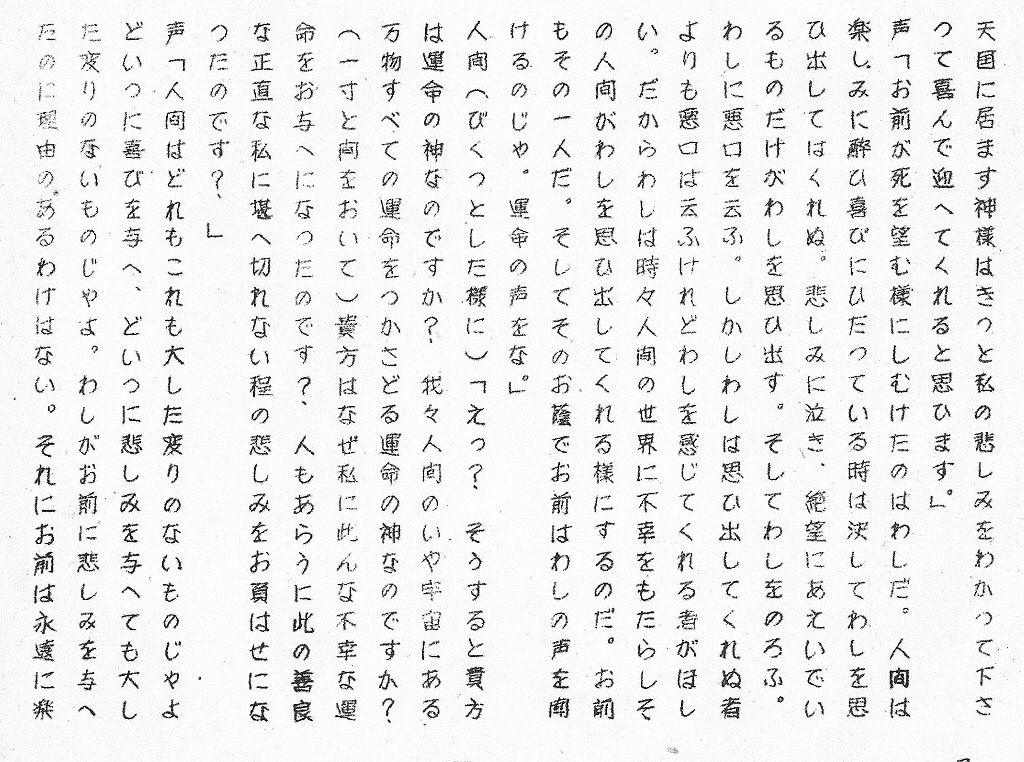 天国に居ます神様はきっと私の悲しみをわかつて下さ
つて喜んで迎へてくれると思ひます」。
声「お前が死を望む様にしむけたのはわしだ。人間は
楽しみに酔ひ喜びにひだつている時は決してわしを思
ひ出してはくれぬ。悲しみに泣き、絶望にあえいでい
るものだけがわしを思ひ出す。そしてわしをのろふ。
わしに悪口を云ふ。しかしわしは思ひ出してくれぬ者
よりも悪口は云ふけれどわしを感じてくれる者がほし
い。だからわしは時々人間の世界に不幸をもたらしそ
の人間がわしを思ひ出してくれる様にするのだ。お前
もその一人だ。そしてそのお蔭でお前はわしの声を聞
けるのじゃ。運命の声をな」。
人間(びくっとした様に)「えっ? そうすると貴方
は運命の神なのですか? 我々人間のいや宇宙にある
万物すべての運命をつかさどる運命の神なのですか?
(一寸と間をおいて)貴方はなぜ私に此んな不幸な運
命をお与へになつたのです?、人もあらうに此の善良
な正直な私に堪へ切れない程の悲しみをお負はせにな
つたのです?、」
声「人間はどれもこれも大した変りのないものじゃよ
どいつに喜びを与へ、どいつに悲しみを与へても大し
た変りのないものじゃよ。わしがお前に悲しみを与へ
たのに理由のあるわけはない。それにお前は永遠に楽